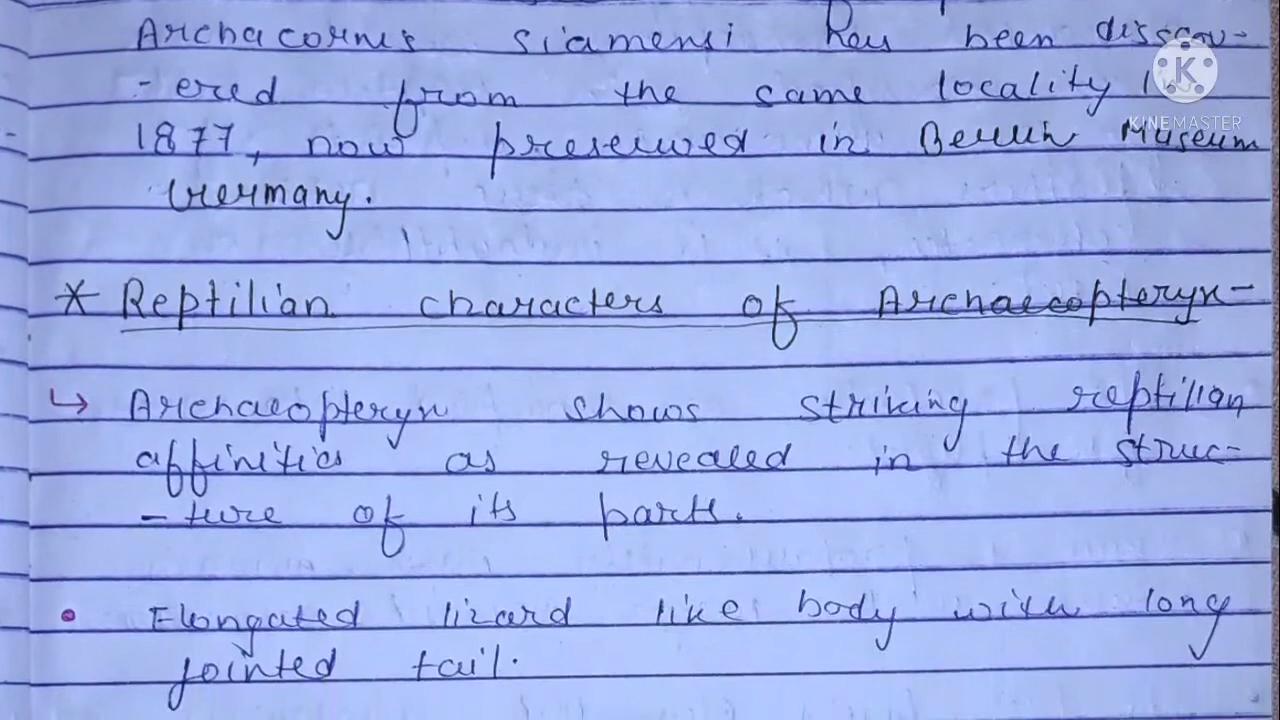 Archacornis siamensi has been discov-
-ered from the same locality in
1877, now preserved in Berlin Museum
Germany.
* Reptilian characters of Archaeopteryx-
↳ Archaeopteryx shows striking reptilian
affinities as revealed in the struc-
-ture of its parts.
• Elongated lizard like body with long
jointed tail.
K
KINEMASTER